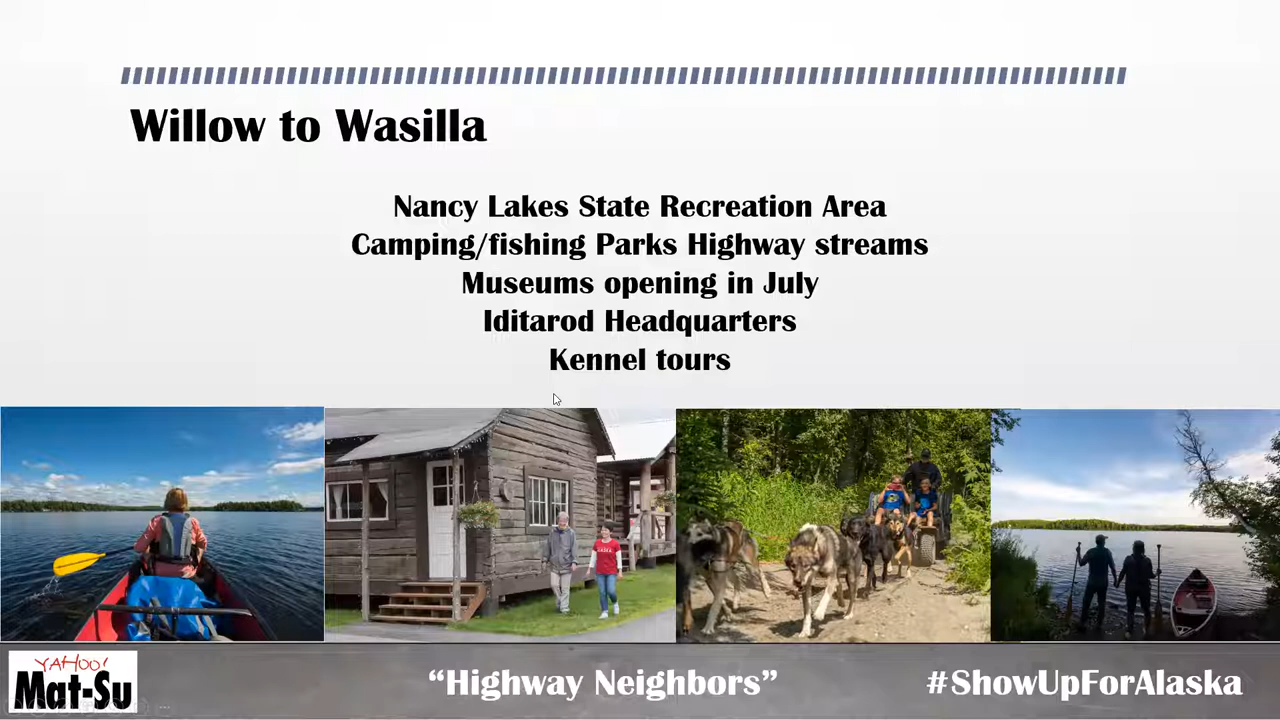 Willow to Wasilla
Nancy Lakes State Recreation Area
Camping/fishing Parks Highway streams
Museums opening in July
Iditarod Headquarters
Kennel tours
YAHOO!
Mat-Su
“Highway Neighbors”
#ShowUpForAlaska